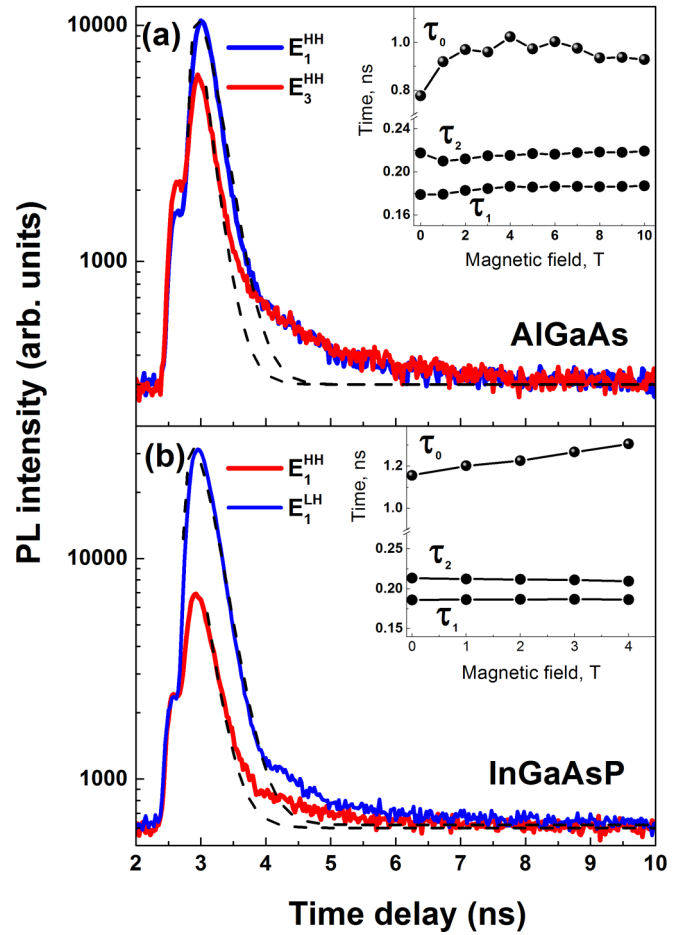 PL intensity (arb. units)
(a)
E₁ᴴᴴ
E₃ᴴᴴ
10000
1000
AlGaAs
Time, ns
1.0
0.8
0.24
0.20
0.16
τ₀
τ₂
τ₁
0 2 4 6 8 10
Magnetic field, T
(b)
E₁ᴴᴴ
E₁ᴸᴴ
10000
1000
InGaAsP
Time, ns
1.2
1.0
0.25
0.20
0.15
τ₀
τ₂
τ₁
0 1 2 3 4
Magnetic field, T
2 3 4 5 6 7 8 9 10
Time delay (ns)